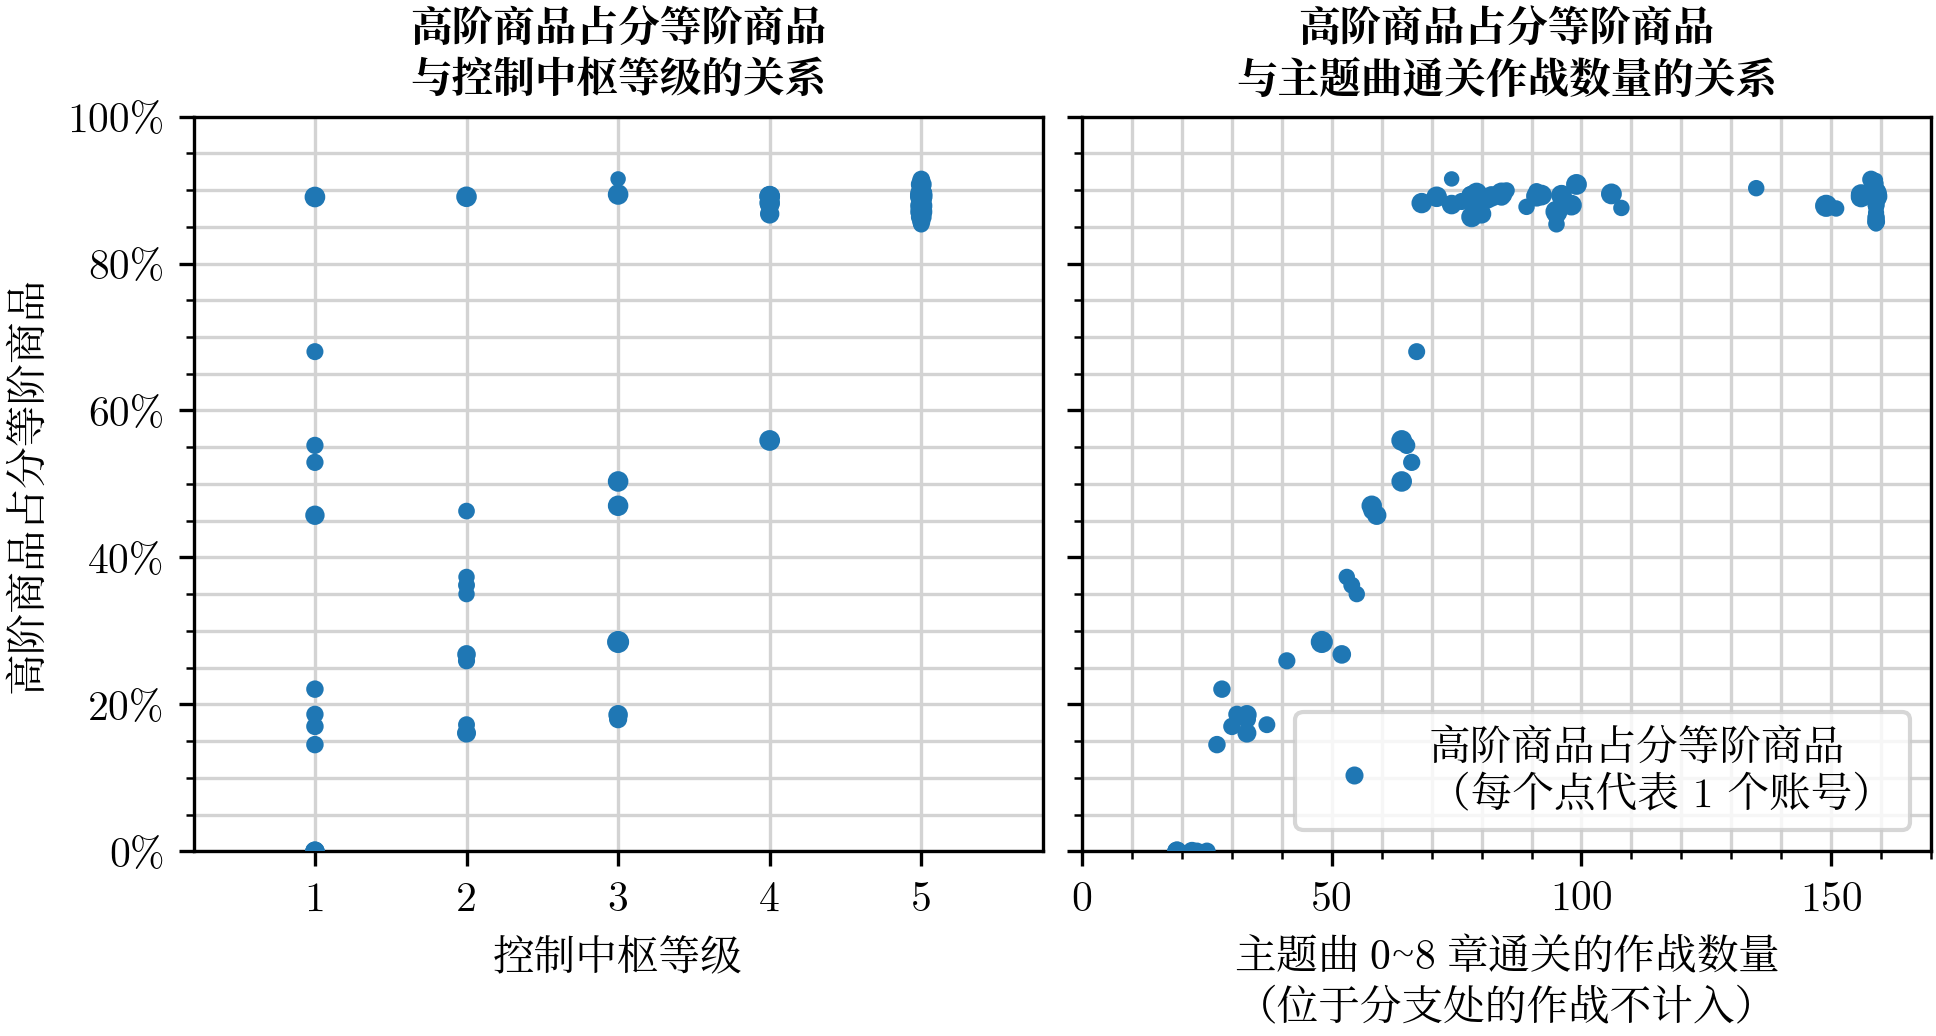 高阶商品占分等阶商品
与控制中枢等级的关系
高阶商品占分等阶商品
与主题曲通关作战数量的关系
高阶商品占分等阶商品
100%
80%
60%
40%
20%
0%
1
2
3
4
5
控制中枢等级
高阶商品占分等阶商品
（每个点代表 1 个账号）
0
50
100
150
主题曲 0~8 章通关的作战数量
（位于分支处的作战不计入）